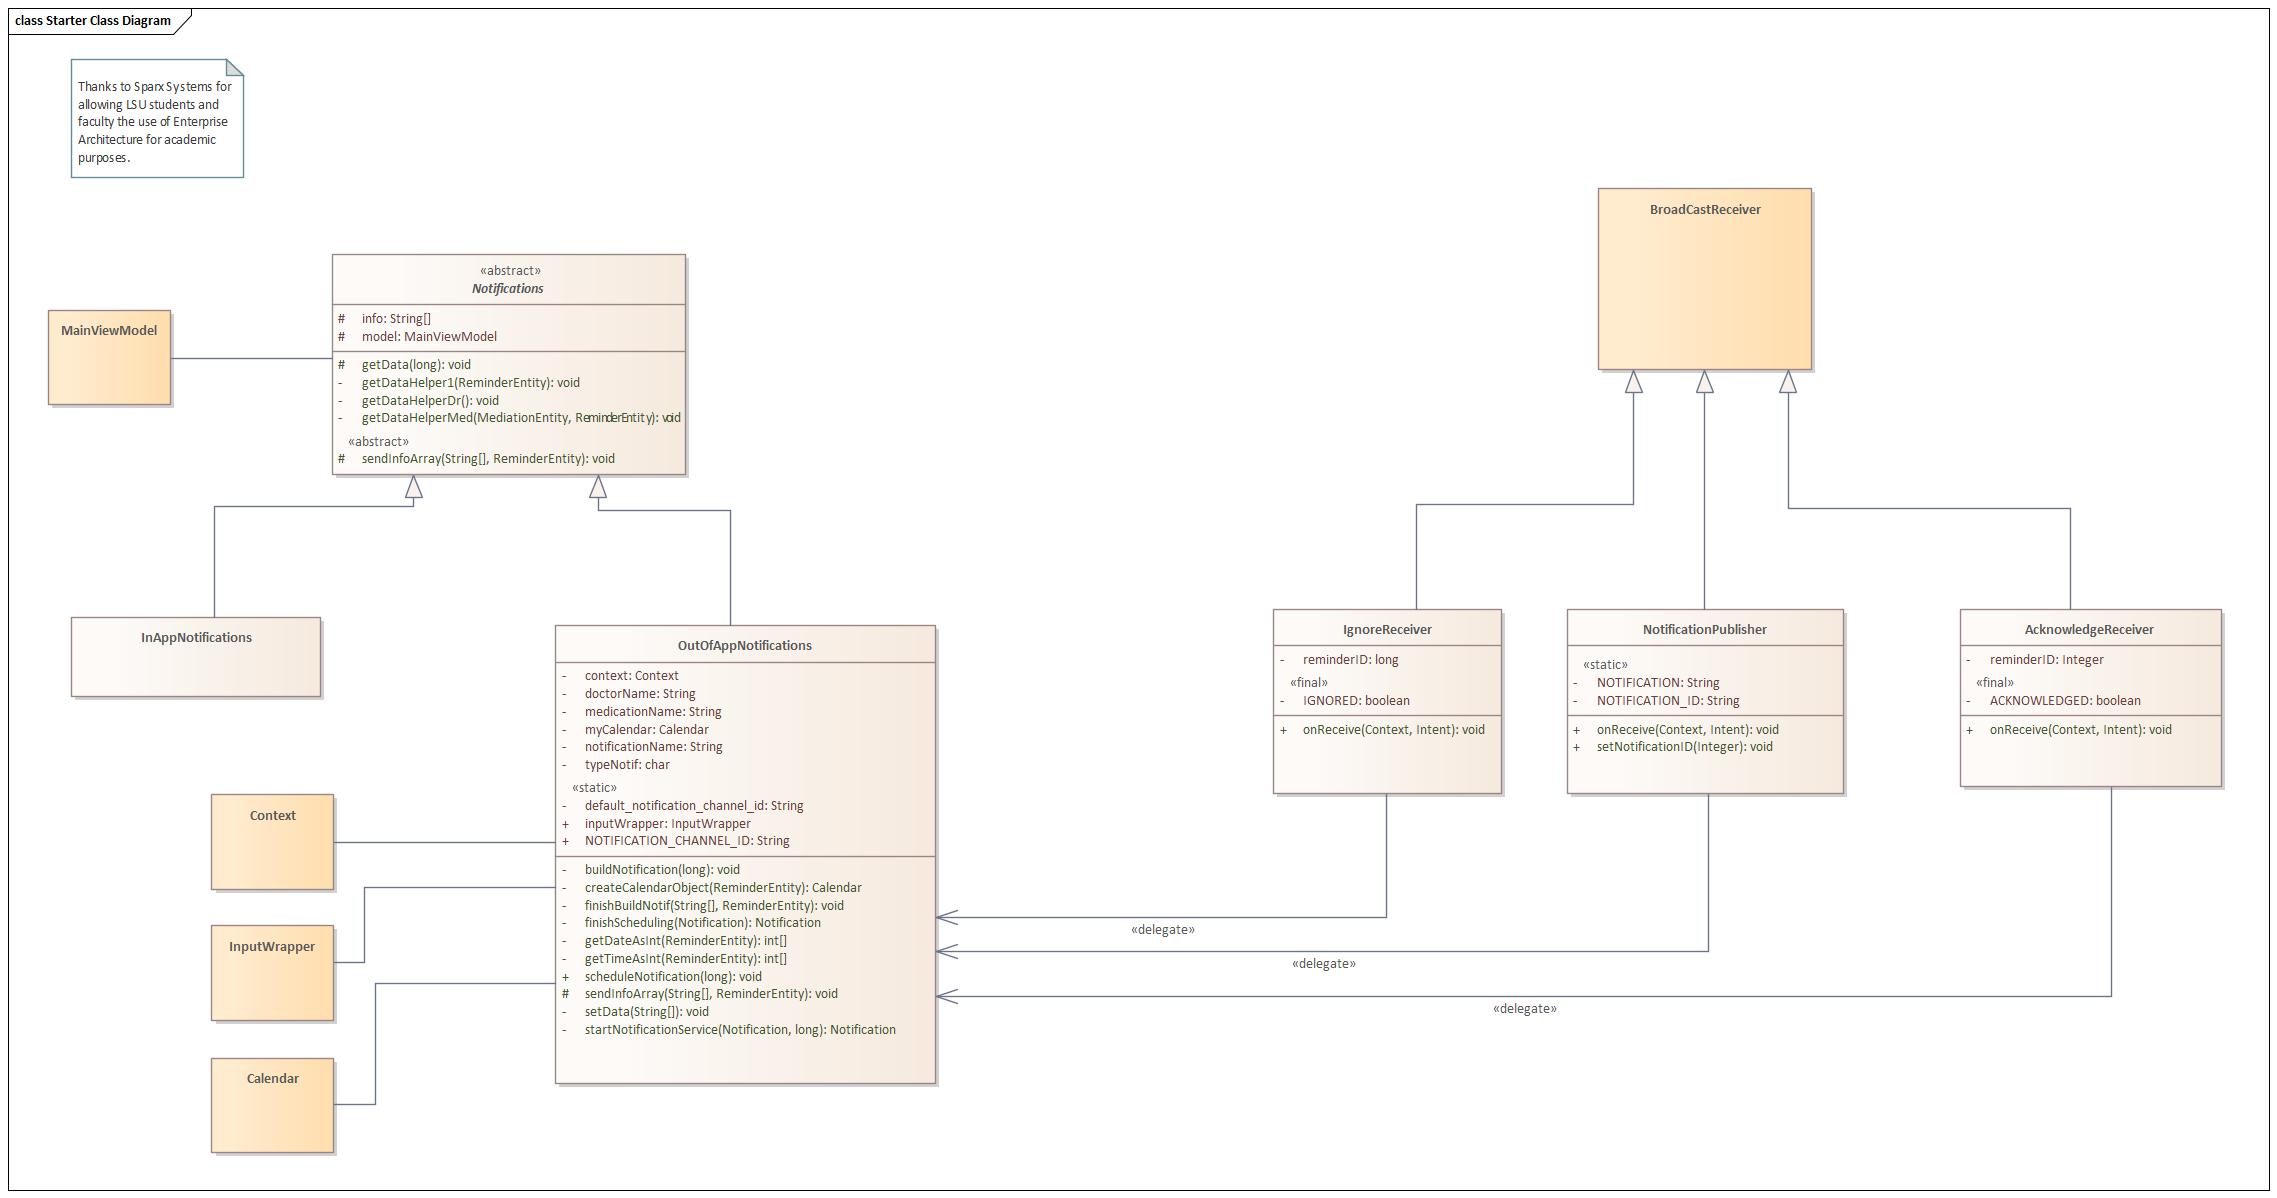 class Starter Class Diagram
Thanks to Sparx Systems for
allowing LSU students and
faculty the use of Enterprise
Architecture for academic
purposes.
BroadCastReceiver
«abstract»
Notifications
# info: String[]
# model: MainViewModel
# getData(long): void
- getDataHelper1(ReminderEntity): void
- getDataHelperDr(): void
- getDataHelperMed(MediationEntity, ReminderEntity): void
«abstract»
# sendInfoArray(String[], ReminderEntity): void
MainViewModel
InAppNotifications
OutOfAppNotifications
- context: Context
- doctorName: String
- medicationName: String
- myCalendar: Calendar
- notificationName: String
- typeNotif: char
«static»
- default_notification_channel_id: String
+ inputWrapper: InputWrapper
+ NOTIFICATION_CHANNEL_ID: String
- buildNotification(long): void
- createCalendarObject(ReminderEntity): Calendar
- finishBuildNotif(String[], ReminderEntity): void
- finishScheduling(Notification): Notification
- getDateAsInt(ReminderEntity): int[]
- getTimeAsInt(ReminderEntity): int[]
+ scheduleNotification(long): void
# sendInfoArray(String[], ReminderEntity): void
- setData(String[]): void
- startNotificationService(Notification, long): Notification
Context
InputWrapper
Calendar
IgnoreReceiver
- reminderID: long
«final»
- IGNORED: boolean
+ onReceive(Context, Intent): void
NotificationPublisher
«static»
- NOTIFICATION: String
- NOTIFICATION_ID: String
+ onReceive(Context, Intent): void
+ setNotificationID(Integer): void
AcknowledgeReceiver
- reminderID: Integer
«final»
- ACKNOWLEDGED: boolean
+ onReceive(Context, Intent): void
«delegate»
«delegate»
«delegate»